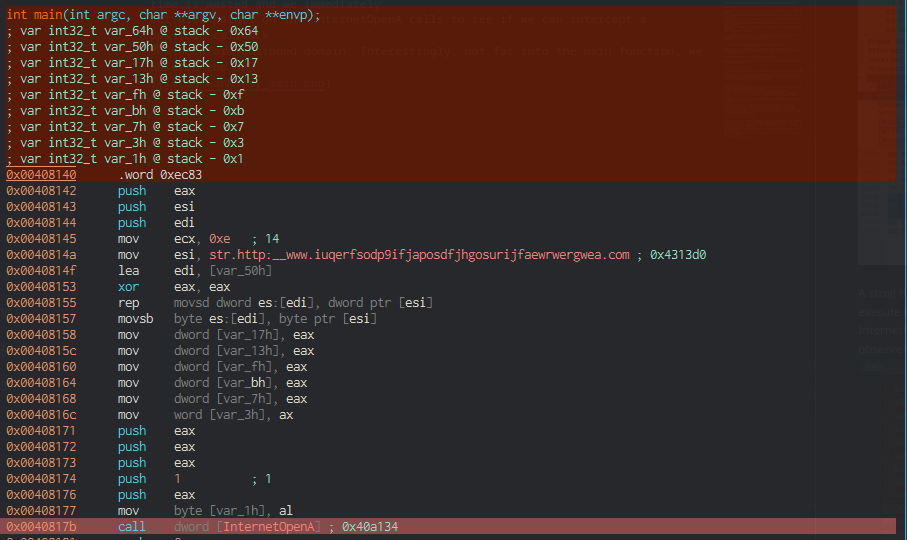 int main(int argc, char **argv, char **envp);
; var int32_t var_64h @ stack - 0x64
; var int32_t var_50h @ stack - 0x50
; var int32_t var_17h @ stack - 0x17
; var int32_t var_13h @ stack - 0x13
; var int32_t var_fh @ stack - 0xf
; var int32_t var_bh @ stack - 0xb
; var int32_t var_7h @ stack - 0x7
; var int32_t var_3h @ stack - 0x3
; var int32_t var_1h @ stack - 0x1
0x00408140 .word 0xec83
0x00408142 push eax
0x00408143 push esi
0x00408144 push edi
0x00408145 mov ecx, 0xe ; 14
0x0040814a mov esi, str.http:__www.iuqerfsodp9ifjaposdfjhgosurijfaewrwergwea.com ; 0x4313d0
0x0040814f lea edi, [var_50h]
0x00408153 xor eax, eax
0x00408155 rep movsd dword es:[edi], dword ptr [esi]
0x00408157 movsb byte es:[edi], byte ptr [esi]
0x00408158 mov dword [var_17h], eax
0x0040815c mov dword [var_13h], eax
0x00408160 mov dword [var_fh], eax
0x00408164 mov dword [var_bh], eax
0x00408168 mov dword [var_7h], eax
0x0040816c mov word [var_3h], ax
0x00408171 push eax
0x00408172 push eax
0x00408173 push eax
0x00408174 push 1 ; 1
0x00408176 push eax
0x00408177 mov byte [var_1h], al
0x0040817b call dword [InternetOpenA] ; 0x40a134